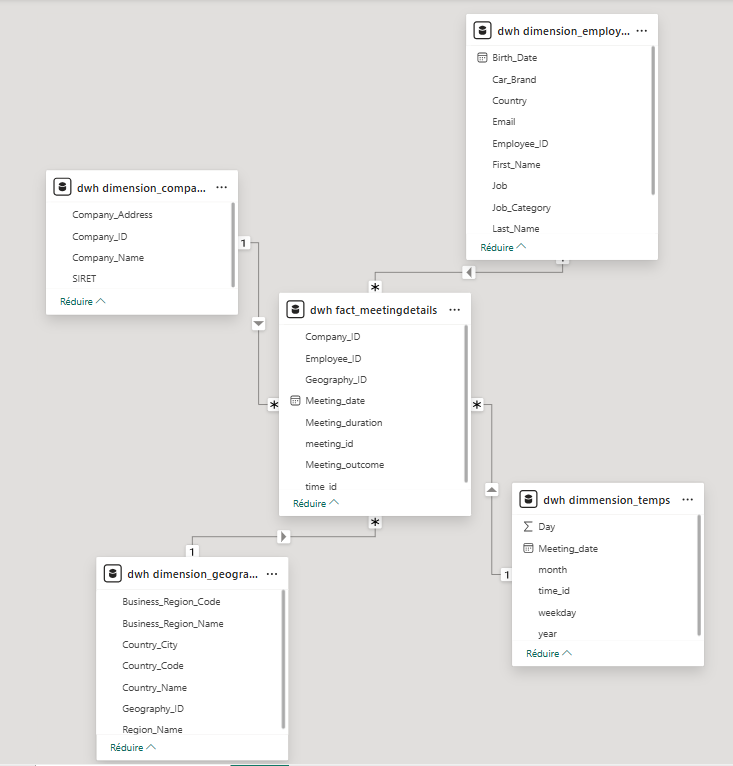 dwh dimension_employ... ...
Birth_Date
Car_Brand
Country
Email
Employee_ID
First_Name
Job
Job_Category
Last_Name
Réduire
dwh dimension_compa... ...
Company_Address
Company_ID
Company_Name
SIRET
Réduire
1
*
dwh fact_meetingdetails ...
Company_ID
Employee_ID
Geography_ID
Meeting_date
Meeting_duration
meeting_id
Meeting_outcome
time_id
Réduire
*
*
*
1
1
dwh dimmension_temps ...
Σ Day
Meeting_date
month
time_id
weekday
year
Réduire
dwh dimension_geogra... ...
Business_Region_Code
Business_Region_Name
Country_City
Country_Code
Country_Name
Geography_ID
Region_Name
Réduire